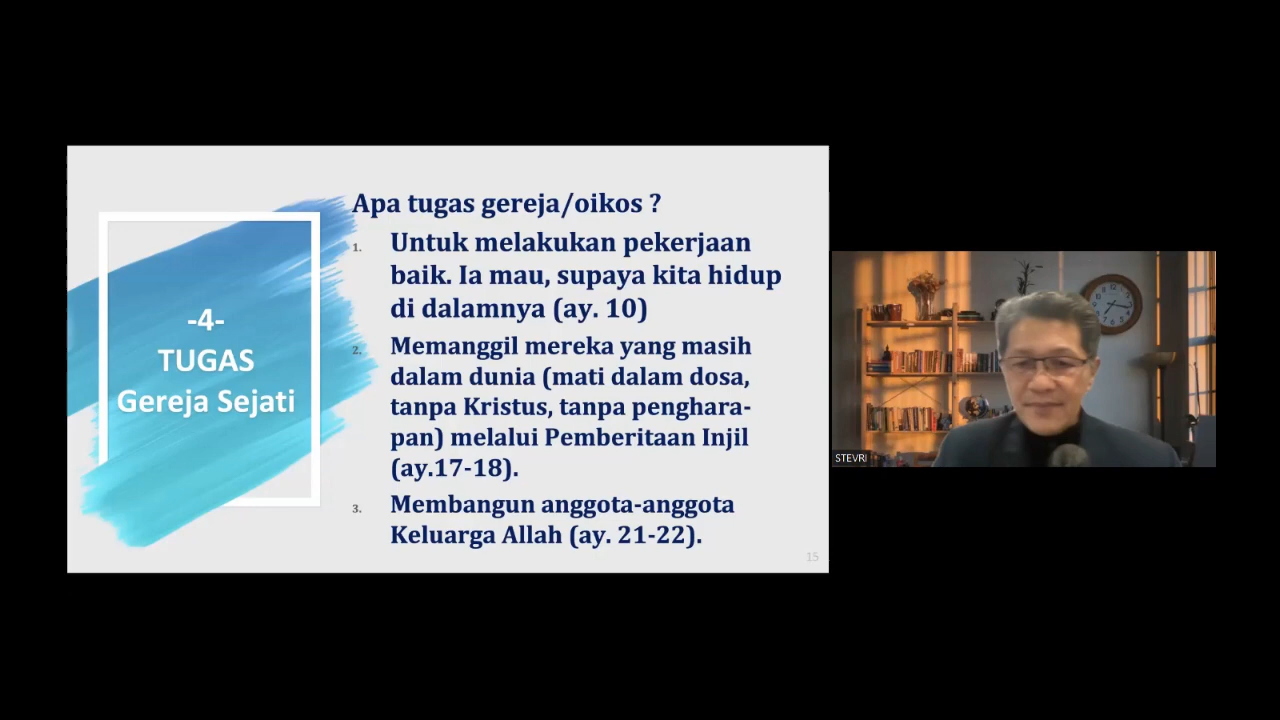 -4-
TUGAS
Gereja Sejati
Apa tugas gereja/oikos ?
1. Untuk melakukan pekerjaan
baik. Ia mau, supaya kita hidup
di dalamnya (ay. 10)
2. Memanggil mereka yang masih
dalam dunia (mati dalam dosa,
tanpa Kristus, tanpa penghara-
pan) melalui Pemberitaan Injil
(ay.17-18).
3. Membangun anggota-anggota
Keluarga Allah (ay. 21-22).
15
STEVRI